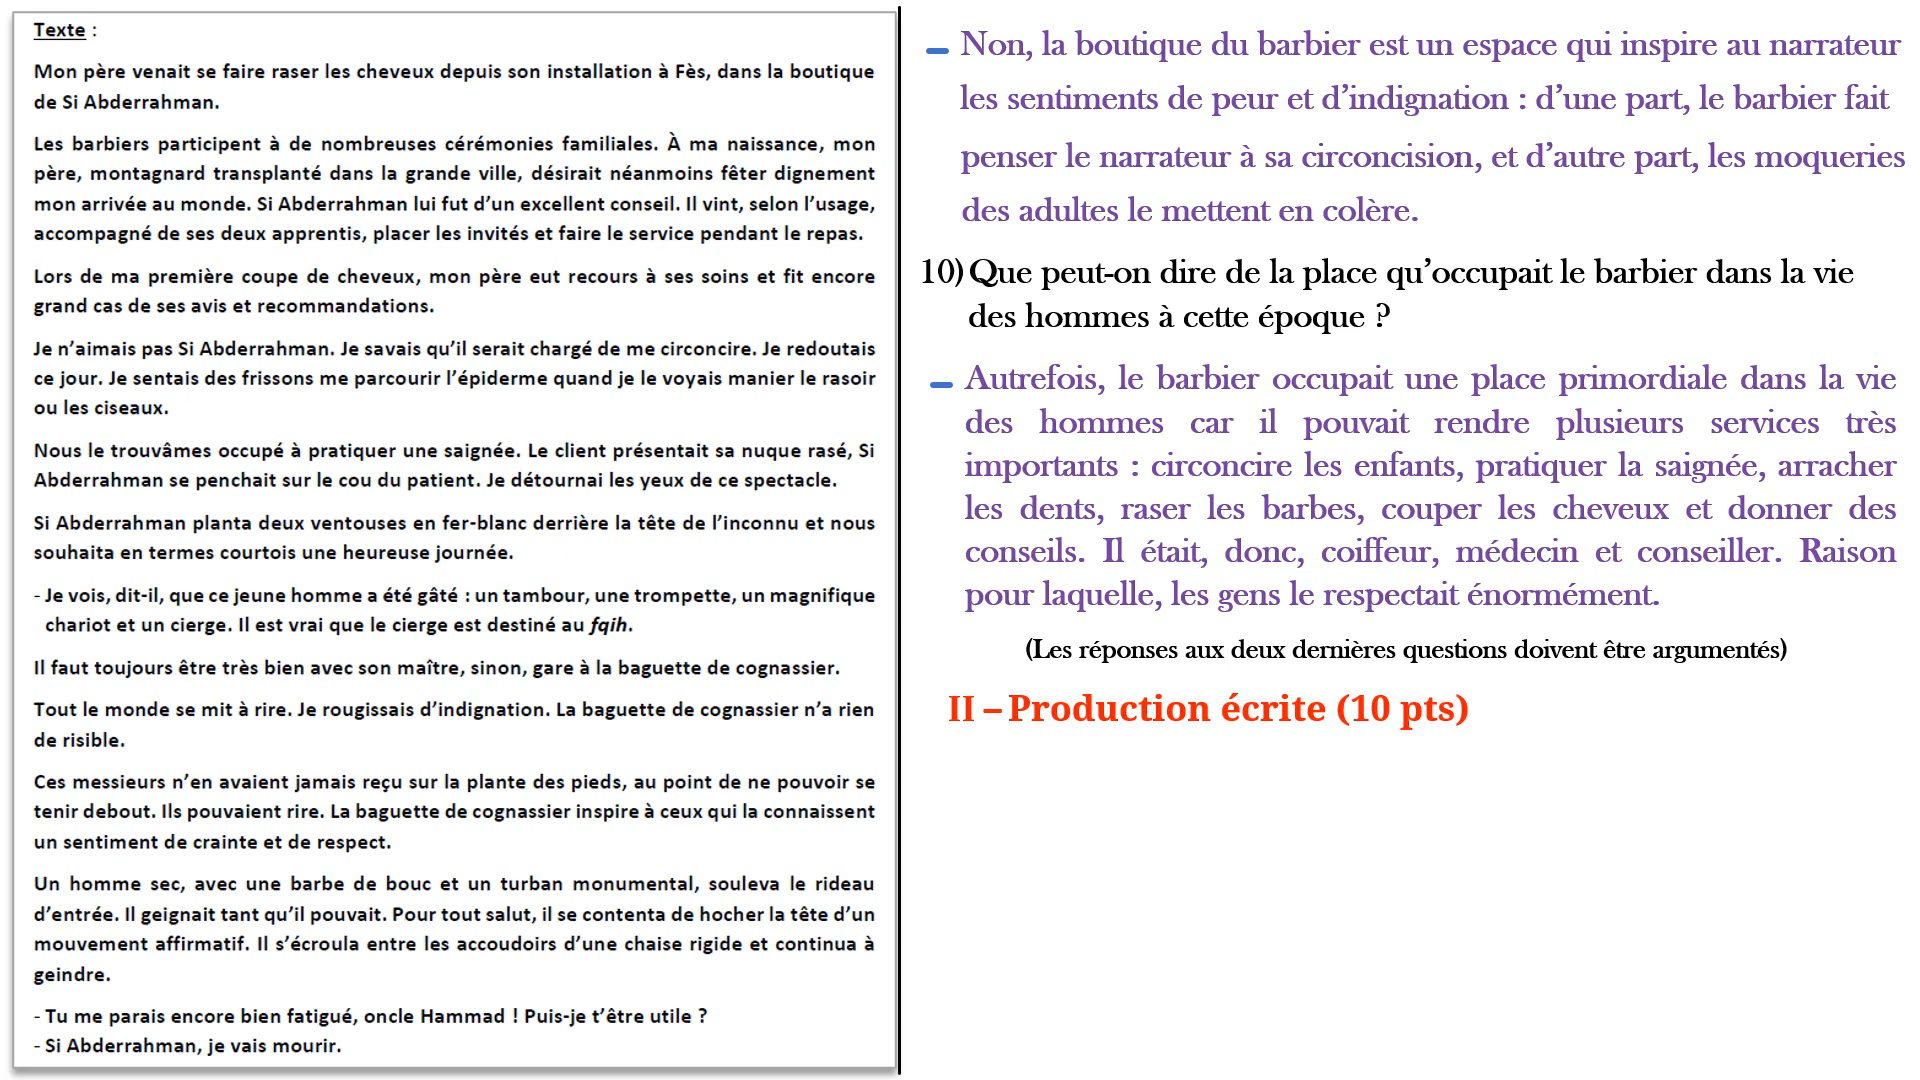 Texte :
Mon père venait se faire raser les cheveux depuis son installation à Fès, dans la boutique
de Si Abderrahman.
Les barbiers participent à de nombreuses cérémonies familiales. À ma naissance, mon
père, montagnard transplanté dans la grande ville, désirait néanmoins fêter dignement
mon arrivée au monde. Si Abderrahman lui fut d’un excellent conseil. Il vint, selon l’usage,
accompagné de ses deux apprentis, placer les invités et faire le service pendant le repas.
Lors de ma première coupe de cheveux, mon père eut recours à ses soins et fit encore
grand cas de ses avis et recommandations.
Je n’aimais pas Si Abderrahman. Je savais qu’il serait chargé de me circoncire. Je redoutais
ce jour. Je sentais des frissons me parcourir l’épiderme quand je le voyais manier le rasoir
ou les ciseaux.
Nous le trouvâmes occupé à pratiquer une saignée. Le client présentait sa nuque rasé, Si
Abderrahman se penchait sur le cou du patient. Je détournai les yeux de ce spectacle.
Si Abderrahman planta deux ventouses en fer-blanc derrière la tête de l’inconnu et nous
souhaita en termes courtois une heureuse journée.
- Je vois, dit-il, que ce jeune homme a été gâté : un tambour, une trompette, un magnifique
chariot et un cierge. Il est vrai que le cierge est destiné au fqih.
Il faut toujours être très bien avec son maître, sinon, gare à la baguette de cognassier.
Tout le monde se mit à rire. Je rougissais d’indignation. La baguette de cognassier n’a rien
de risible.
Ces messieurs n’en avaient jamais reçu sur la plante des pieds, au point de ne pouvoir se
tenir debout. Ils pouvaient rire. La baguette de cognassier inspire à ceux qui la connaissent
un sentiment de crainte et de respect.
Un homme sec, avec une barbe de bouc et un turban monumental, souleva le rideau
d’entrée. Il geignait tant qu’il pouvait. Pour tout salut, il se contenta de hocher la tête d’un
mouvement affirmatif. Il s’écroula entre les accoudoirs d’une chaise rigide et continua à
geindre.
- Tu me parais encore bien fatigué, oncle Hammad ! Puis-je t’être utile ?
- Si Abderrahman, je vais mourir.
– Non, la boutique du barbier est un espace qui inspire au narrateur
les sentiments de peur et d’indignation : d’une part, le barbier fait
penser le narrateur à sa circoncision, et d’autre part, les moqueries
des adultes le mettent en colère.
10) Que peut-on dire de la place qu’occupait le barbier dans la vie
des hommes à cette époque ?
– Autrefois, le barbier occupait une place primordiale dans la vie
des hommes car il pouvait rendre plusieurs services très
importants : circoncire les enfants, pratiquer la saignée, arracher
les dents, raser les barbes, couper les cheveux et donner des
conseils. Il était, donc, coiffeur, médecin et conseiller. Raison
pour laquelle, les gens le respectait énormément.
(Les réponses aux deux dernières questions doivent être argumentés)
II – Production écrite (10 pts)